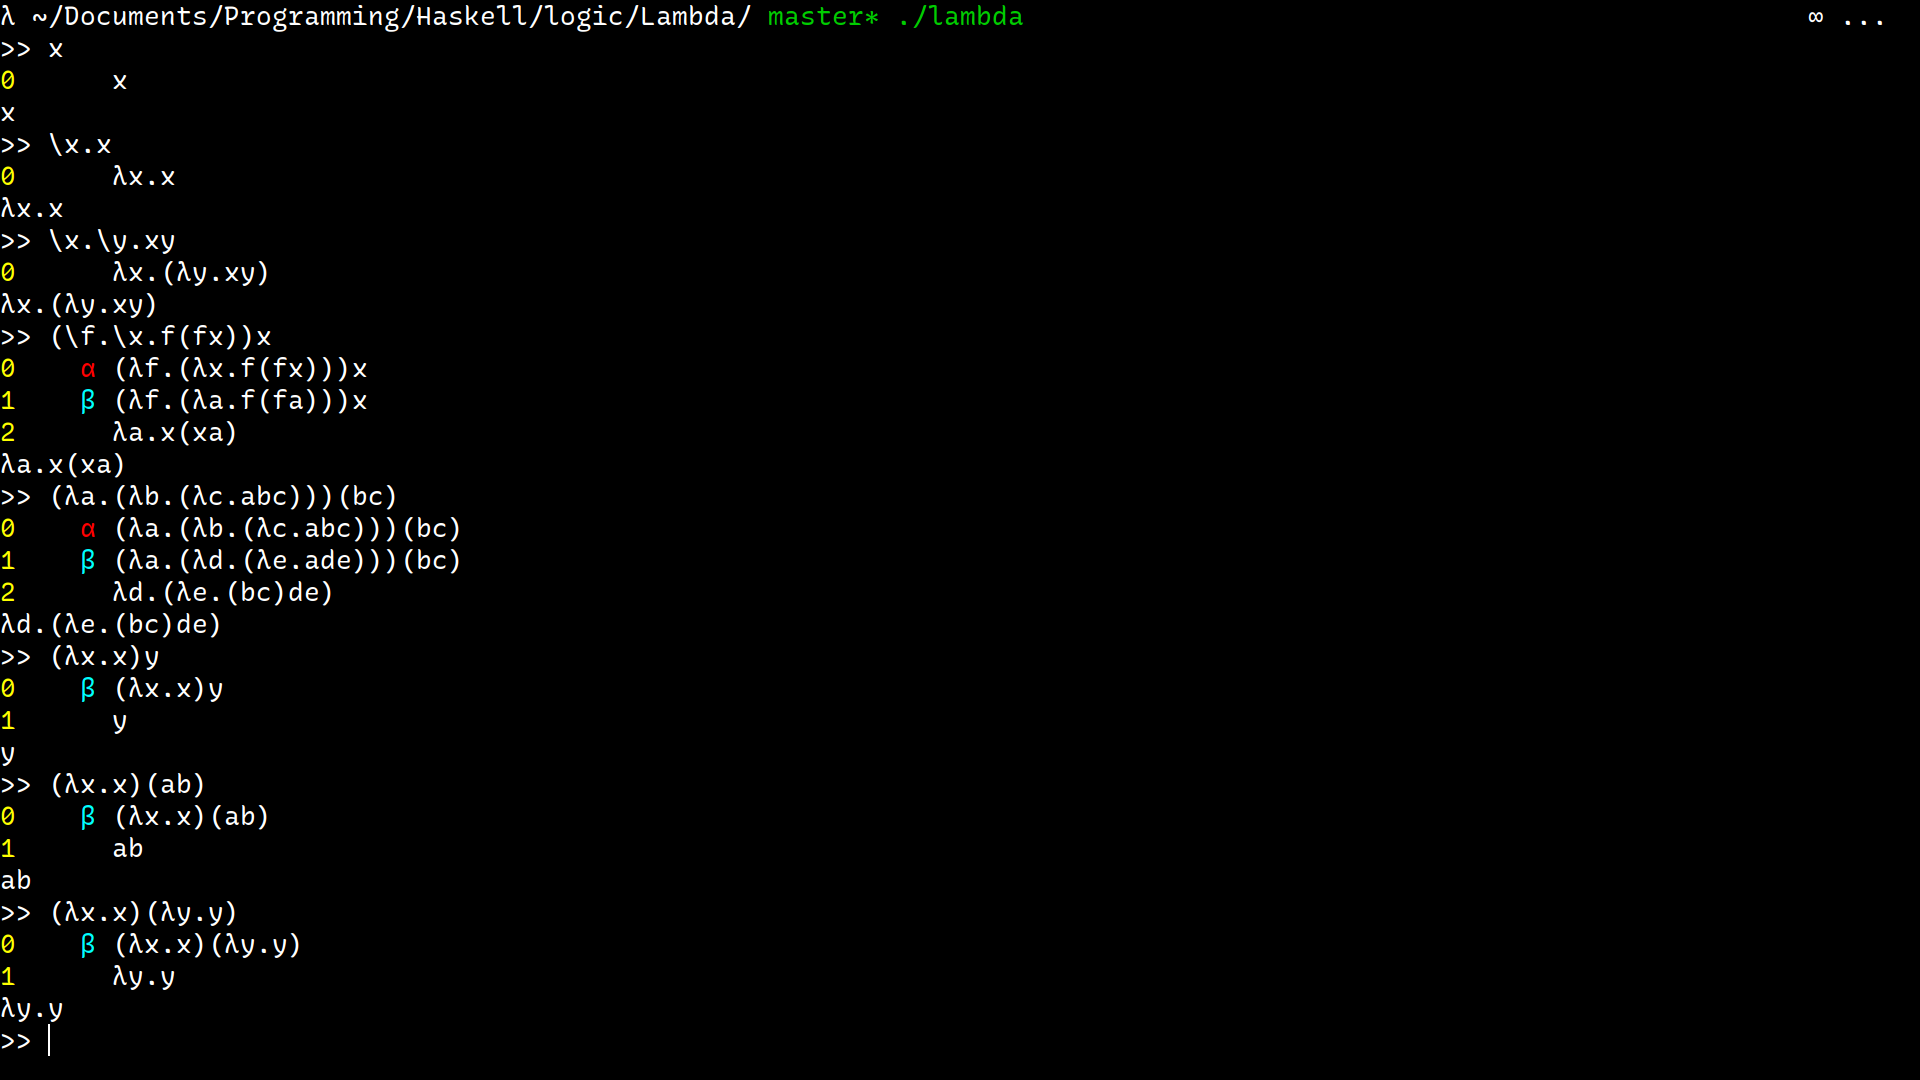 λ ~/Documents/Programming/Haskell/logic/Lambda/ master* ./lambda ∞ ...
>> x
0      x
x
>> \x.x
0      λx.x
λx.x
>> \x.\y.xy
0      λx.(λy.xy)
λx.(λy.xy)
>> (\f.\x.f(fx))x
0    α (λf.(λx.f(fx)))x
1    β (λf.(λa.f(fa)))x
2      λa.x(xa)
λa.x(xa)
>> (λa.(λb.(λc.abc)))(bc)
0    α (λa.(λb.(λc.abc)))(bc)
1    β (λa.(λd.(λe.ade)))(bc)
2      λd.(λe.(bc)de)
λd.(λe.(bc)de)
>> (λx.x)y
0    β (λx.x)y
1      y
y
>> (λx.x)(ab)
0    β (λx.x)(ab)
1      ab
ab
>> (λx.x)(λy.y)
0    β (λx.x)(λy.y)
1      λy.y
λy.y
>>